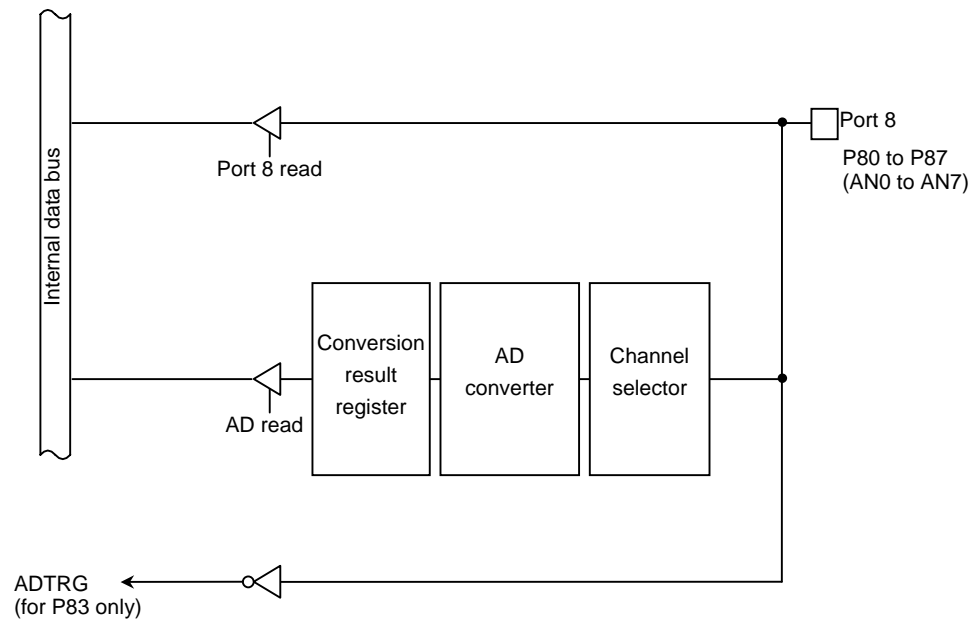 Port 8
P80 to P87
(AN0 to AN7)
Port 8 read
Internal data bus
Conversion
result
register
AD
converter
Channel
selector
AD read
ADTRG
(for P83 only)